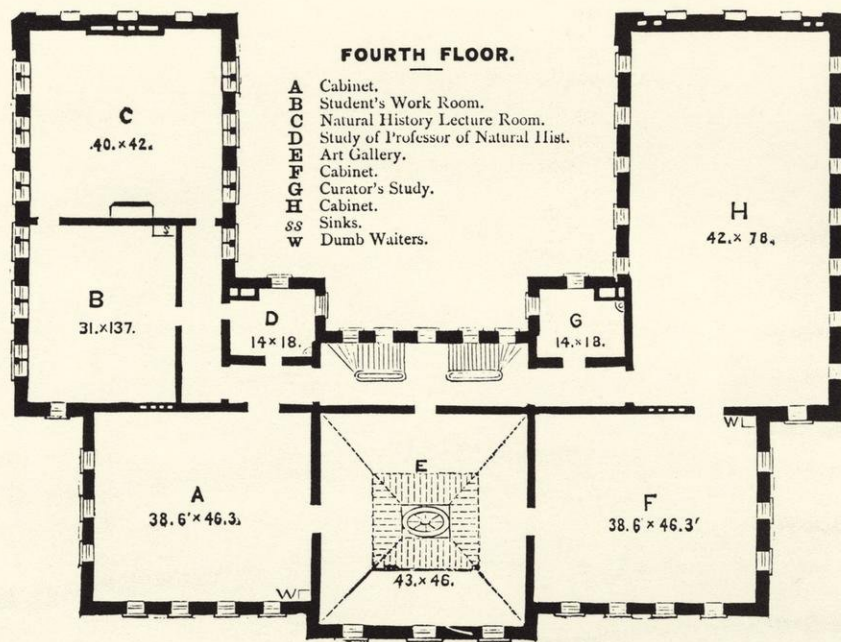 FOURTH FLOOR.
A Cabinet.
B Student's Work Room.
C Natural History Lecture Room.
D Study of Professor of Natural Hist.
E Art Gallery.
F Cabinet.
G Curator's Study.
H Cabinet.
ss Sinks.
W Dumb Waiters.
C
.40.×42.
H
42.× 78.
S
B
31.×137.
D
14×18.
G
14.×18.
W
E
A
38.6'×46.3.
F
38.6'×46.3'
43.×46.
W